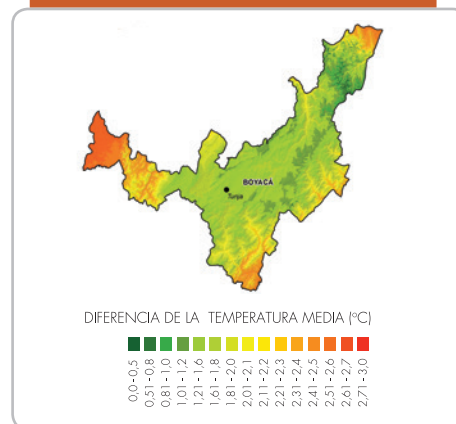 BOYACÁ
Tunja
DIFERENCIA DE LA TEMPERATURA MEDIA (ºC)
0,0 - 0,5
0,51 - 0,8
0,81 - 1,0
1,01 - 1,2
1,21 - 1,6
1,61 - 1,8
1,81 - 2,0
2,01 - 2,1
2,11 - 2,2
2,21 - 2,3
2,31 - 2,4
2,41 - 2,5
2,51 - 2,6
2,61 - 2,7
2,71 - 3,0